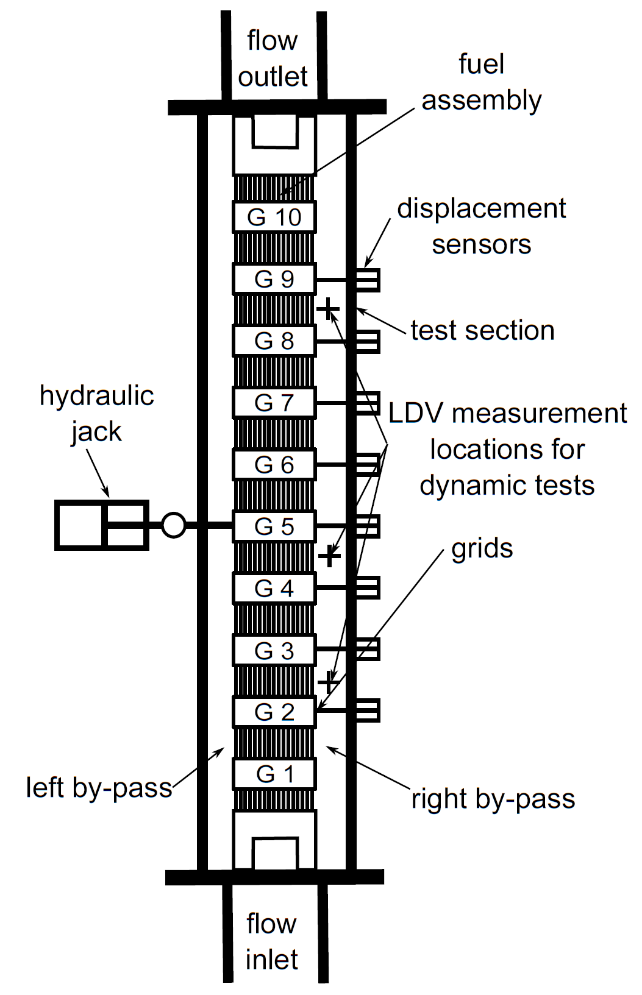 flow
outlet
fuel
assembly
G 10
displacement
sensors
G 9
test section
G 8
hydraulic
jack
G 7
LDV measurement
locations for
dynamic tests
G 6
G 5
grids
G 4
G 3
G 2
G 1
left by-pass
right by-pass
flow
inlet